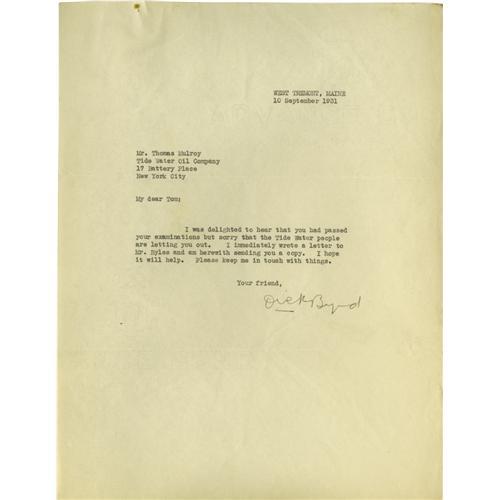 WEST TREMONT, MAINE
10 September 1931
Mr. Thomas Mulroy
Tide Water Oil Company
17 Battery Place
New York City
My dear Tom:
I was delighted to hear that you had passed
your examinations but sorry that the Tide Water people
are letting you out. I immediately wrote a letter to
Mr. Byles and am herewith sending you a copy. I hope
it will help. Please keep me in touch with things.
Your friend,
Dick Byrd